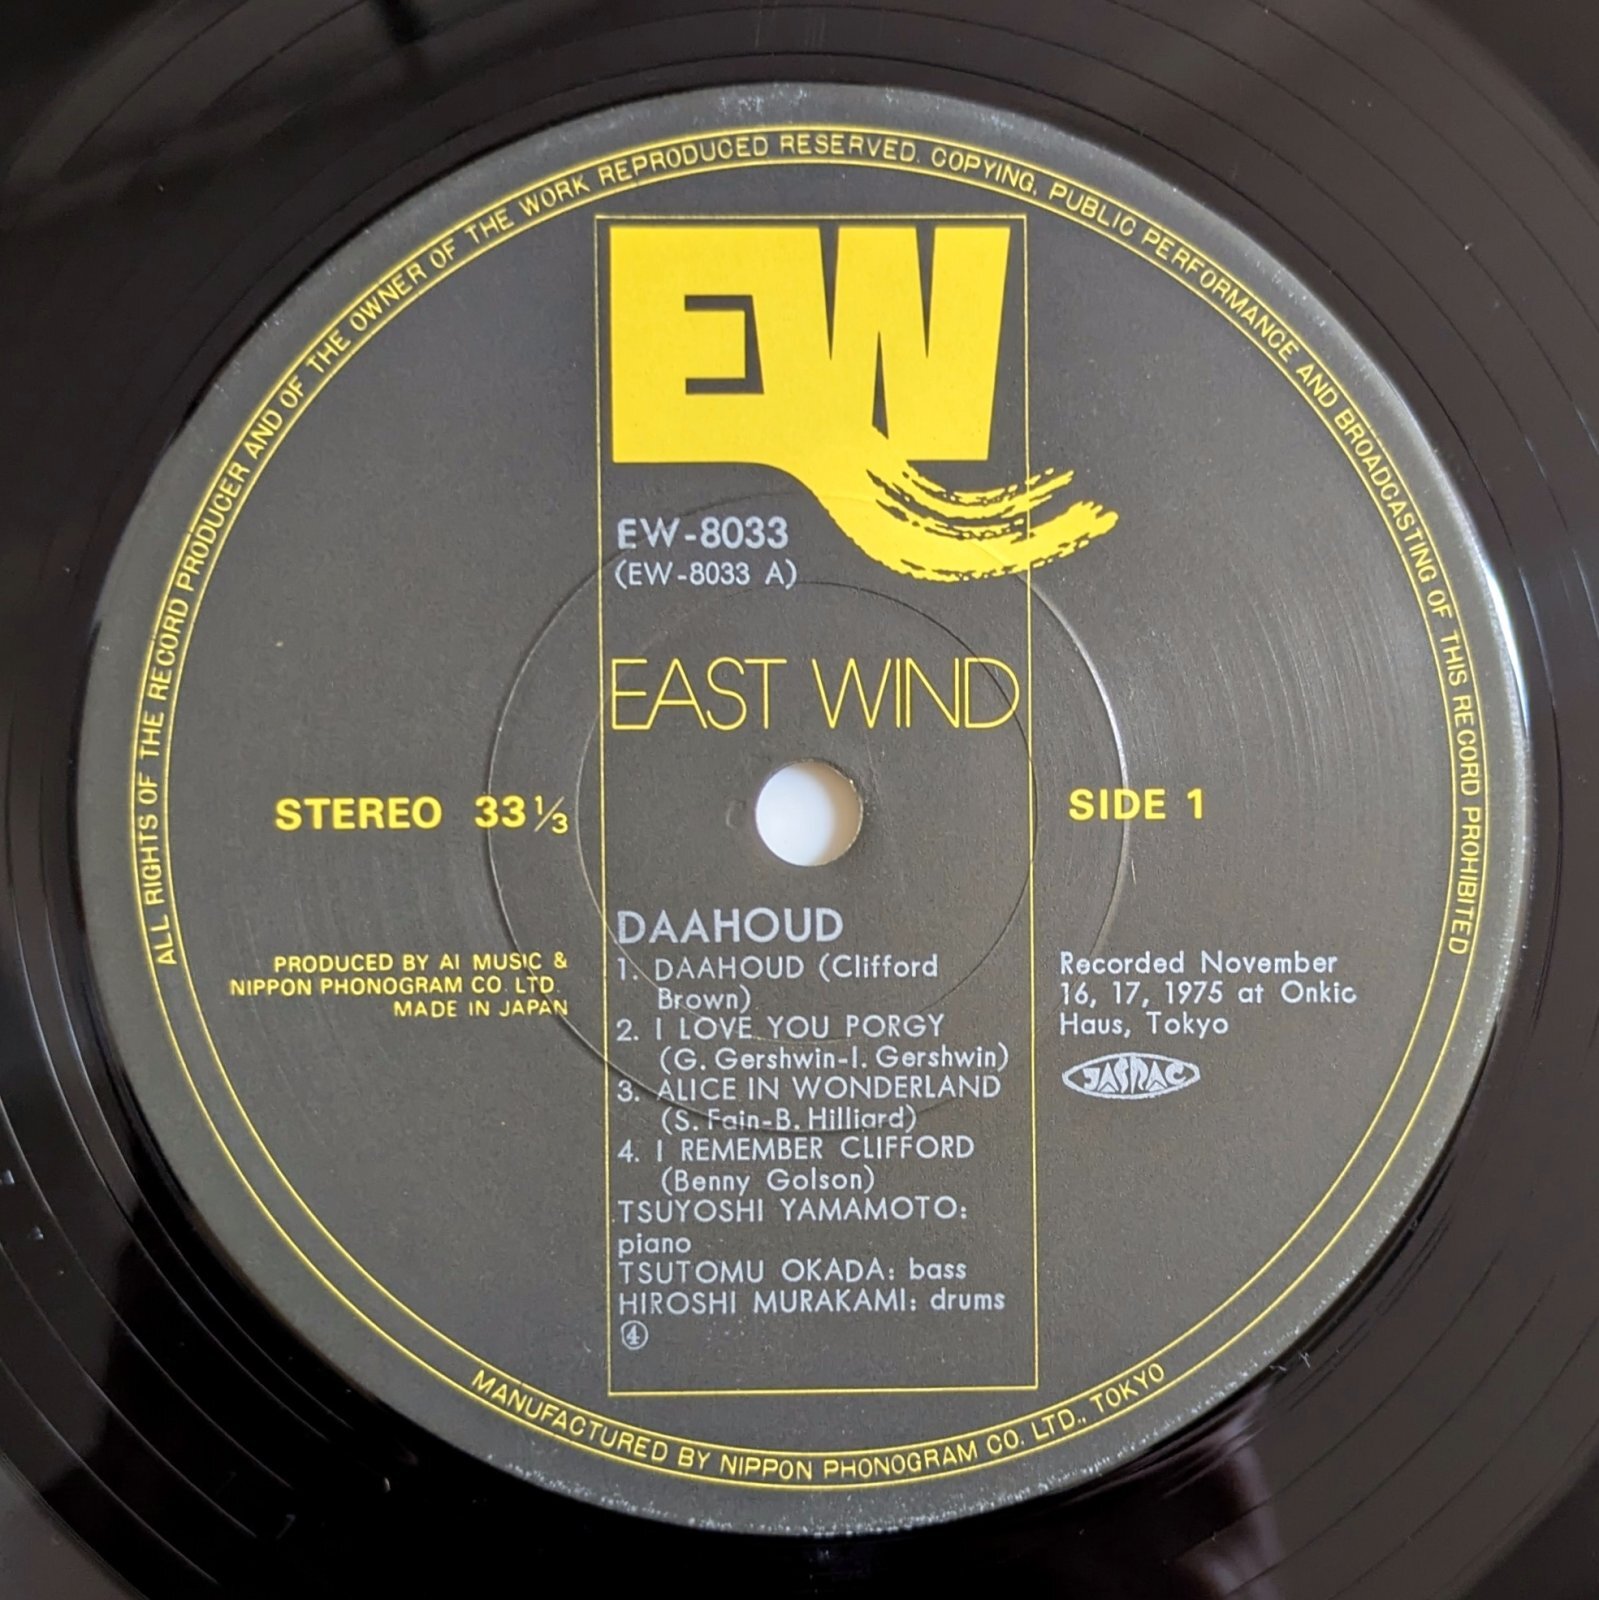 ALL RIGHTS OF THE RECORD PRODUCER AND OF THE OWNER OF THE WORK REPRODUCED RESERVED. COPYING, PUBLIC PERFORMANCE AND BROADCASTING OF THIS RECORD PROHIBITED
EW
EW-8033
(EW-8033 A)
EAST WIND
STEREO 33 1/3
SIDE 1
DAAHOUD
1. DAAHOUD (Clifford
Brown)
2. I LOVE YOU PORGY
(G. Gershwin-I. Gershwin)
3. ALICE IN WONDERLAND
(S. Fain-B. Hilliard)
4. I REMEMBER CLIFFORD
(Benny Golson)
TSUYOSHI YAMAMOTO:
piano
TSUTOMU OKADA: bass
HIROSHI MURAKAMI: drums
④
PRODUCED BY AI MUSIC &
NIPPON PHONOGRAM CO. LTD.
MADE IN JAPAN
Recorded November
16, 17, 1975 at Onkio
Haus, Tokyo
JASRAC
MANUFACTURED BY NIPPON PHONOGRAM CO. LTD., TOKYO